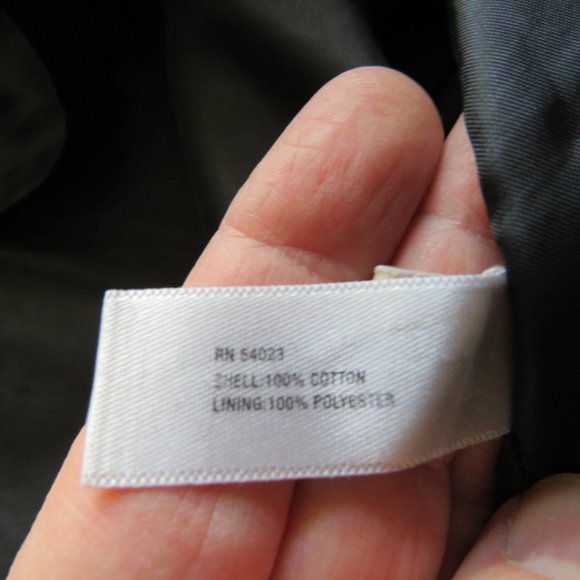 RN 54023
SHELL:100% COTTON
LINING:100% POLYESTER